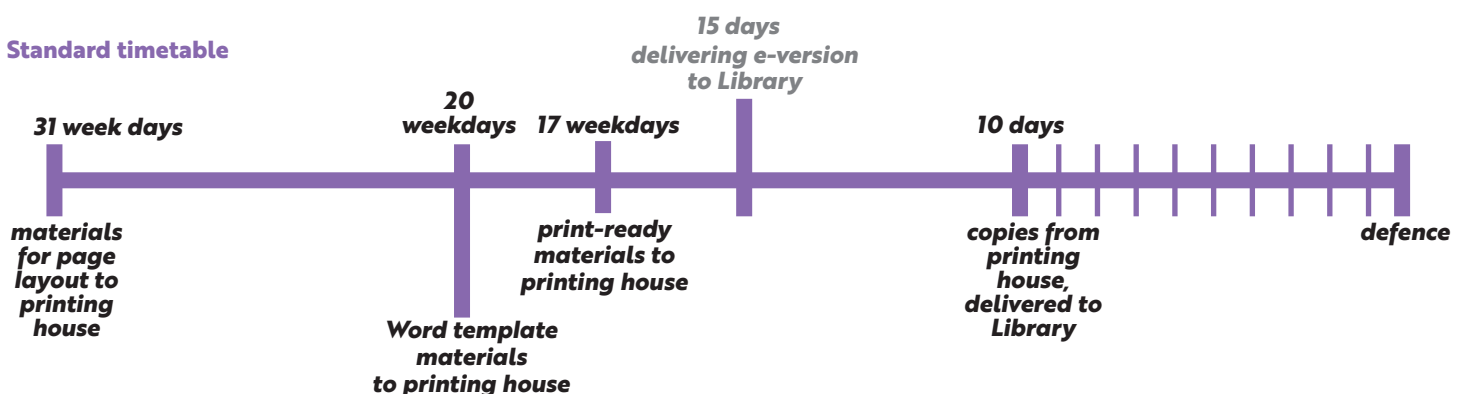 Standard timetable
31 week days
materials
for page
layout to
printing
house
20
weekdays
Word template
materials
to printing house
17 weekdays
print-ready
materials to
printing house
15 days
delivering e-version
to Library
10 days
copies from
printing
house,
delivered to
Library
defence